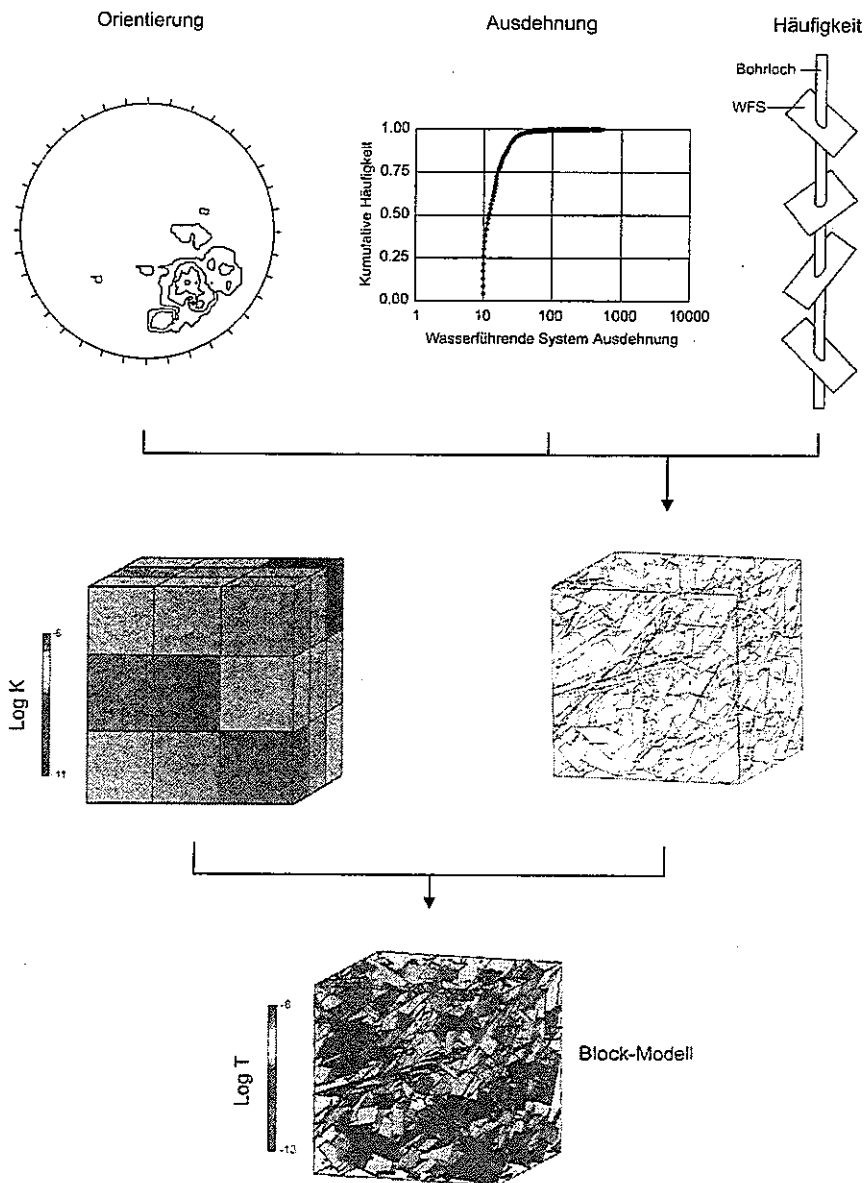 Orientierung
Ausdehnung
Häufigkeit
Bohrloch
WFS
Kumutative Häufigkeit
1.00
0.75
0.50
0.25
0.00
1
10
100
1000
10000
Wasserführende System Ausdehnung
Log K
-6
-11
Log T
-8
-13
Block-Modell